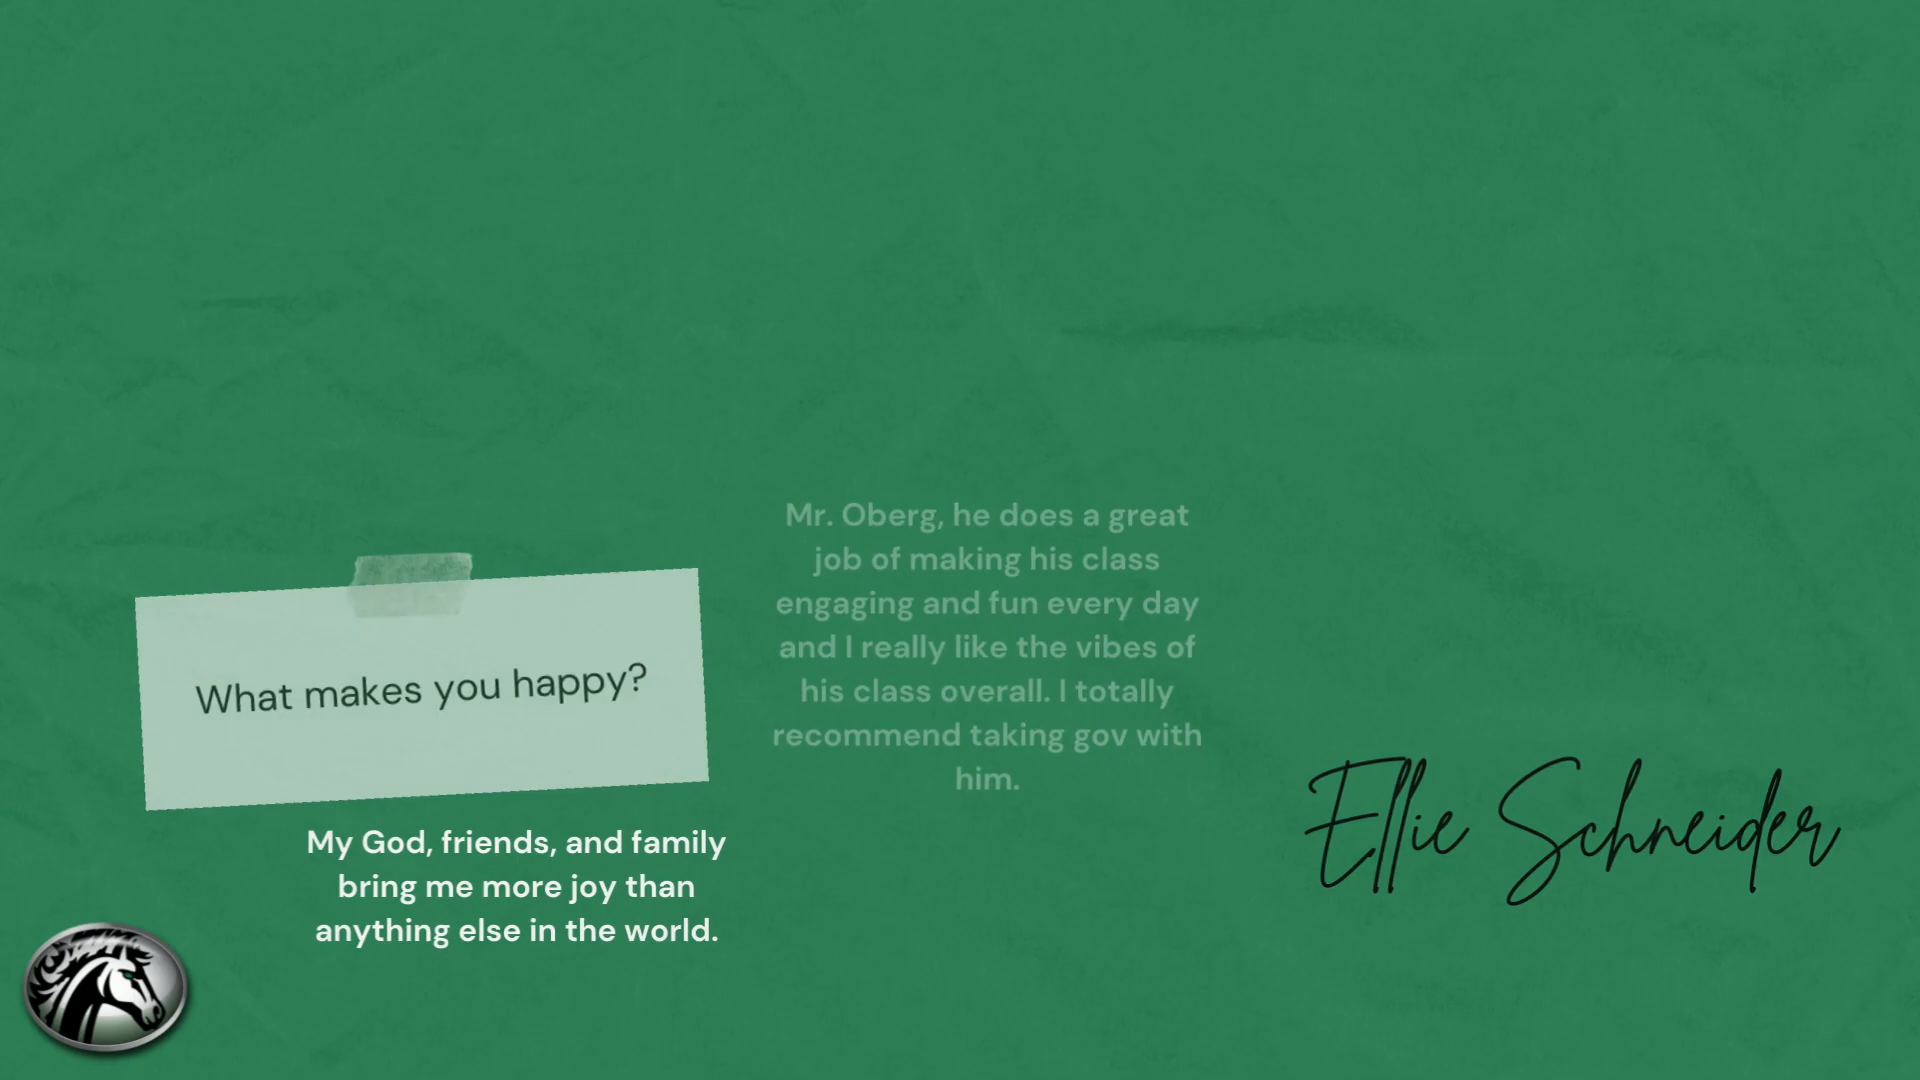 What makes you happy?
My God, friends, and family
bring me more joy than
anything else in the world.
Mr. Oberg, he does a great
job of making his class
engaging and fun every day
and I really like the vibes of
his class overall. I totally
recommend taking gov with
him.
Ellie Schneider